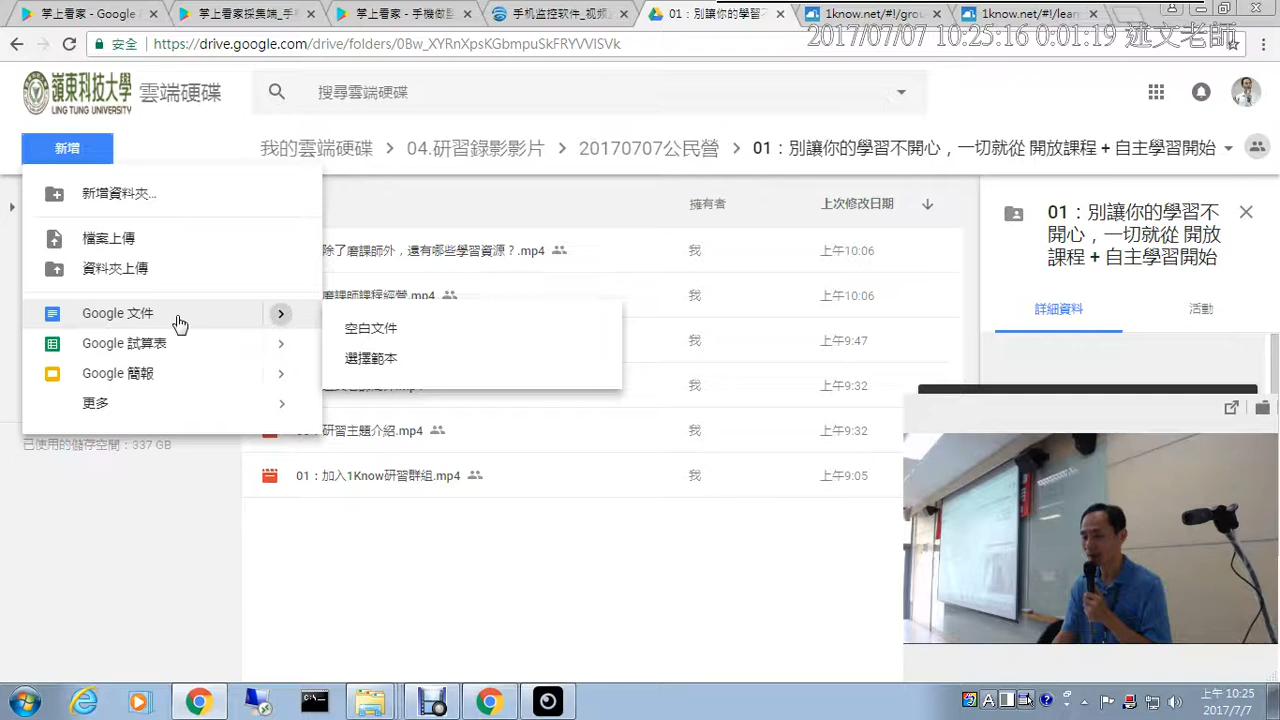 掌上看家 - Google
掌上看家採集端_手
掌上看家 - 手機做監
手机监控软件_视频
01：別讓你的學習不
1know.net/#!/grou
1know.net/#!/lear
安全
https://drive.google.com/drive/folders/0Bw_XYRnXpzGbbmpuSkFRYVVISVk
2017/07/07 10:25:16 0:01:19 述文老師
嶺東科技大學
LING TUNG UNIVERSITY
雲端硬碟
搜尋雲端硬碟
新增
我的雲端硬碟
04.研習錄影影片
20170707公民營
01：別讓你的學習不開心，一切就從 開放課程 + 自主學習開始
新增資料夾...
檔案上傳
資料夾上傳
Google 文件
Google 試算表
Google 簡報
更多
空白文件
選擇範本
已使用的儲存空間：337 GB
擁有者
上次修改日期
除了磨課師外，還有哪些學習資源？.mp4
我
上午10:06
磨課師課程經營.mp4
我
上午10:06
我
上午9:47
我
上午9:32
研習主題介紹.mp4
我
上午9:32
01：加入1Know研習群組.mp4
我
上午9:05
01：別讓你的學習不
開心，一切就從 開放
課程 + 自主學習開始
詳細資料
活動
上午 10:25
2017/7/7